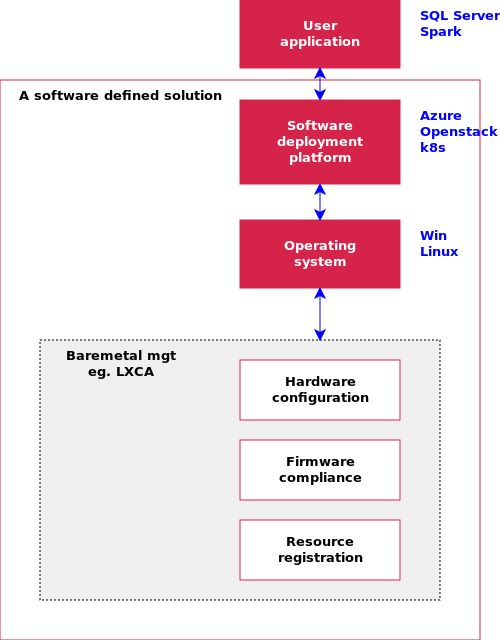 User
application
SQL Server
Spark
A software defined solution
Software
deployment
platform
Azure
Openstack
k8s
Operating
system
Win
Linux
Baremetal mgt
eg. LXCA
Hardware
configuration
Firmware
compliance
Resource
registration